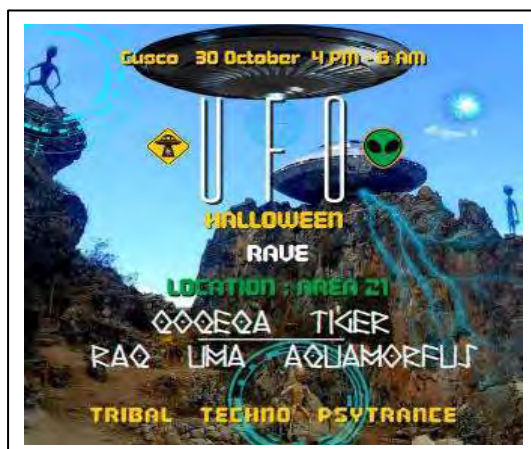 Cusco 30 October 4 PM - 6 AM
UFO
HALLOWEEN
RAVE
LOCATION : AREA 21
QOQEQA TIGER
RAQ UMA AQUAMORFUS
TRIBAL TECHNO PSYTRANCE